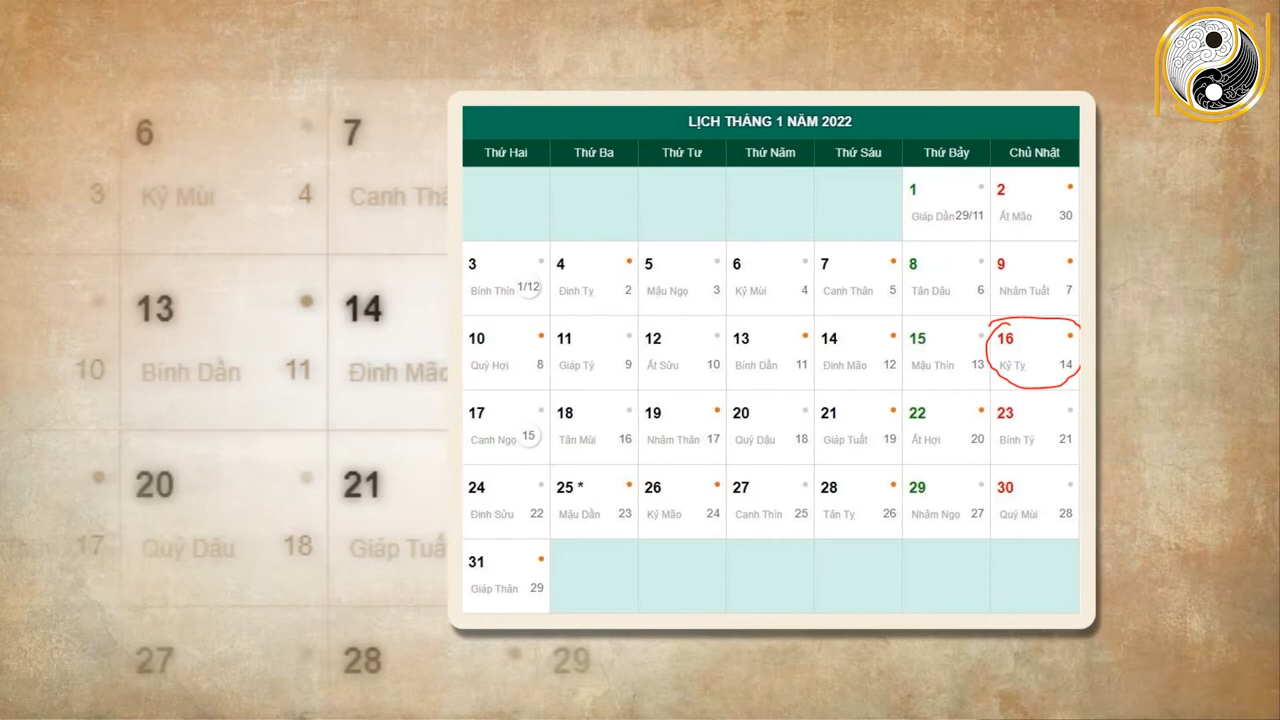 LỊCH THÁNG 1 NĂM 2022
Thứ Hai Thứ Ba Thứ Tư Thứ Năm Thứ Sáu Thứ Bảy Chủ Nhật
1 2
Giáp Dần 29/11 Ất Mão 30
3 4 5 6 7 8 9
Bính Thìn 1/12 Đinh Tỵ 2 Mậu Ngọ 3 Kỷ Mùi 4 Canh Thân 5 Tân Dậu 6 Nhâm Tuất 7
10 11 12 13 14 15 16
Quý Hợi 8 Giáp Tý 9 Ất Sửu 10 Bính Dần 11 Đinh Mão 12 Mậu Thìn 13 Kỷ Tỵ 14
17 18 19 20 21 22 23
Canh Ngọ 15 Tân Mùi 16 Nhâm Thân 17 Quý Dậu 18 Giáp Tuất 19 Ất Hợi 20 Bính Tý 21
24 25 * 26 27 28 29 30
Đinh Sửu 22 Mậu Dần 23 Kỷ Mão 24 Canh Thìn 25 Tân Tỵ 26 Nhâm Ngọ 27 Quý Mùi 28
31
Giáp Thân 29
6 7
3 Kỷ Mùi 4 Canh
13 14
10 Bính Dần 11 Đinh
20 21
17 Quý Dậu 18 Giáp
27 28 29